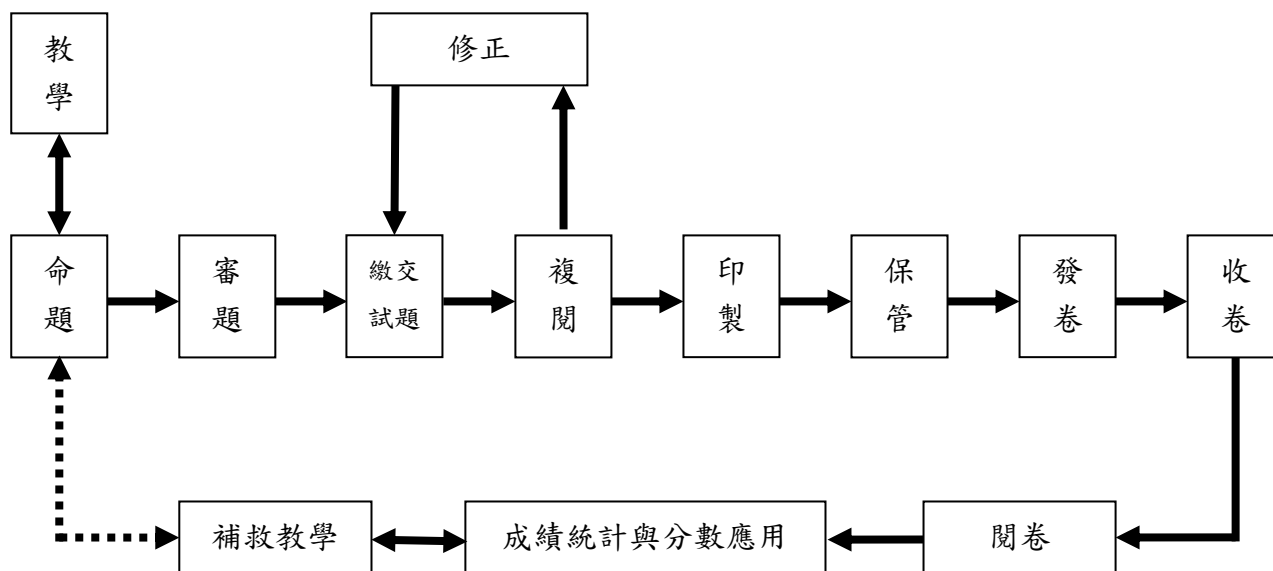 教
學
修正
命
題
審
題
繳交
試題
複
閱
印
製
保
管
發
卷
收
卷
補救教學
成績統計與分數應用
閱卷